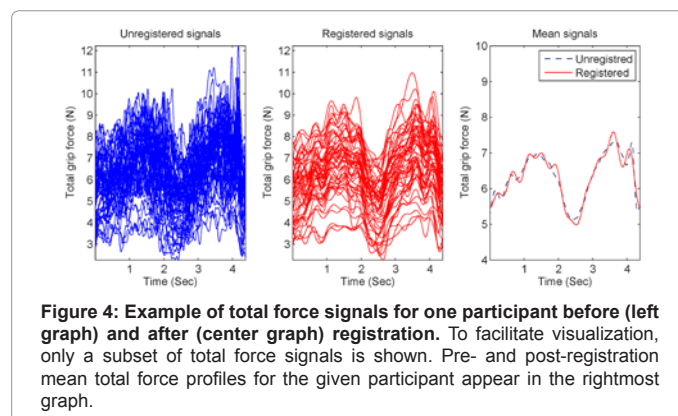 Unregistered signals
12
11
10
9
8
7
6
5
4
3
Total grip force (N)
1 2 3 4
Time (Sec)
Registered signals
12
11
10
9
8
7
6
5
4
3
Total grip force (N)
1 2 3 4
Time (Sec)
Mean signals
10
9
8
7
6
5
4
Total grip force (N)
Unregistred
Registered
1 2 3 4
Time (Sec)
Figure 4: Example of total force signals for one participant before (left
graph) and after (center graph) registration. To facilitate visualization,
only a subset of total force signals is shown. Pre- and post-registration
mean total force profiles for the given participant appear in the rightmost
graph.